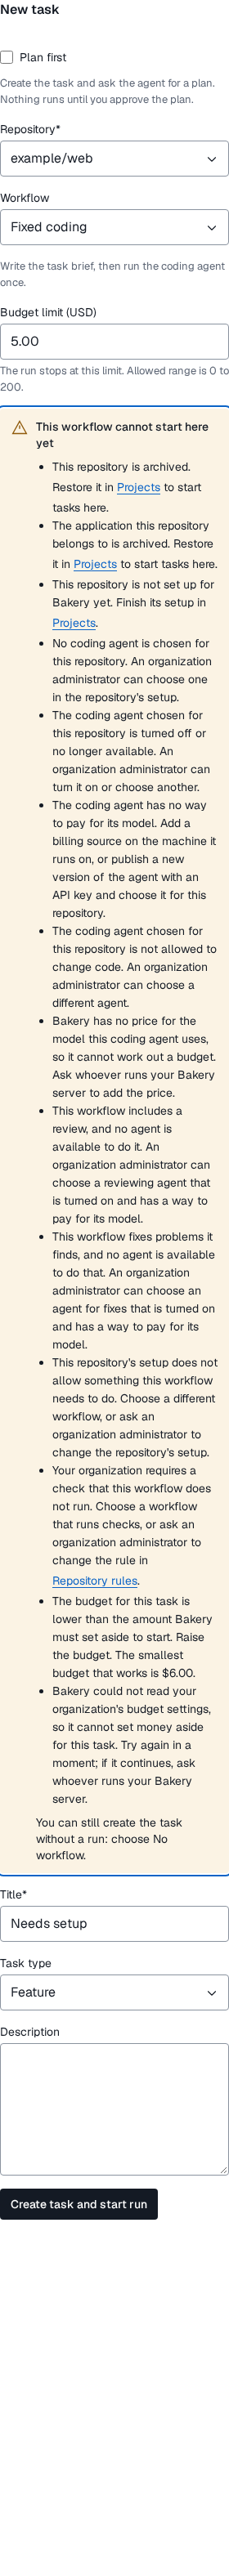 New task
Plan first
Create the task and ask the agent for a plan.
Nothing runs until you approve the plan.
Repository*
example/web
Workflow
Fixed coding
Write the task brief, then run the coding agent
once.
Budget limit (USD)
5.00
The run stops at this limit. Allowed range is 0 to
200.
This workflow cannot start here
yet
• This repository is archived.
Restore it in Projects to start
tasks here.
• The application this repository
belongs to is archived. Restore
it in Projects to start tasks here.
• This repository is not set up for
Bakery yet. Finish its setup in
Projects.
• No coding agent is chosen for
this repository. An organization
administrator can choose one
in the repository's setup.
• The coding agent chosen for
this repository is turned off or
no longer available. An
organization administrator can
turn it on or choose another.
• The coding agent has no way
to pay for its model. Add a
billing source on the machine it
runs on, or publish a new
version of the agent with an
API key and choose it for this
repository.
• The coding agent chosen for
this repository is not allowed to
change code. An organization
administrator can choose a
different agent.
• Bakery has no price for the
model this coding agent uses,
so it cannot work out a budget.
Ask whoever runs your Bakery
server to add the price.
• This workflow includes a
review, and no agent is
available to do it. An
organization administrator can
choose a reviewing agent that
is turned on and has a way to
pay for its model.
• This workflow fixes problems it
finds, and no agent is available
to do that. An organization
administrator can choose an
agent for fixes that is turned on
and has a way to pay for its
model.
• This repository's setup does not
allow something this workflow
needs to do. Choose a different
workflow, or ask an
organization administrator to
change the repository's setup.
• Your organization requires a
check that this workflow does
not run. Choose a workflow
that runs checks, or ask an
organization administrator to
change the rule in
Repository rules.
• The budget for this task is
lower than the amount Bakery
must set aside to start. Raise
the budget. The smallest
budget that works is $6.00.
• Bakery could not read your
organization's budget settings,
so it cannot set money aside
for this task. Try again in a
moment; if it continues, ask
whoever runs your Bakery
server.
You can still create the task
without a run: choose No
workflow.
Title*
Needs setup
Task type
Feature
Description
Create task and start run